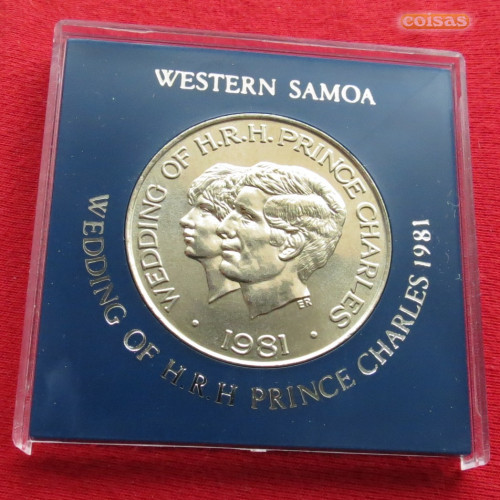 coisas
WESTERN SAMOA
WEDDING OF H.R.H. PRINCE CHARLES
ER
· 1981 ·
WEDDING OF H.R.H PRINCE CHARLES 1981